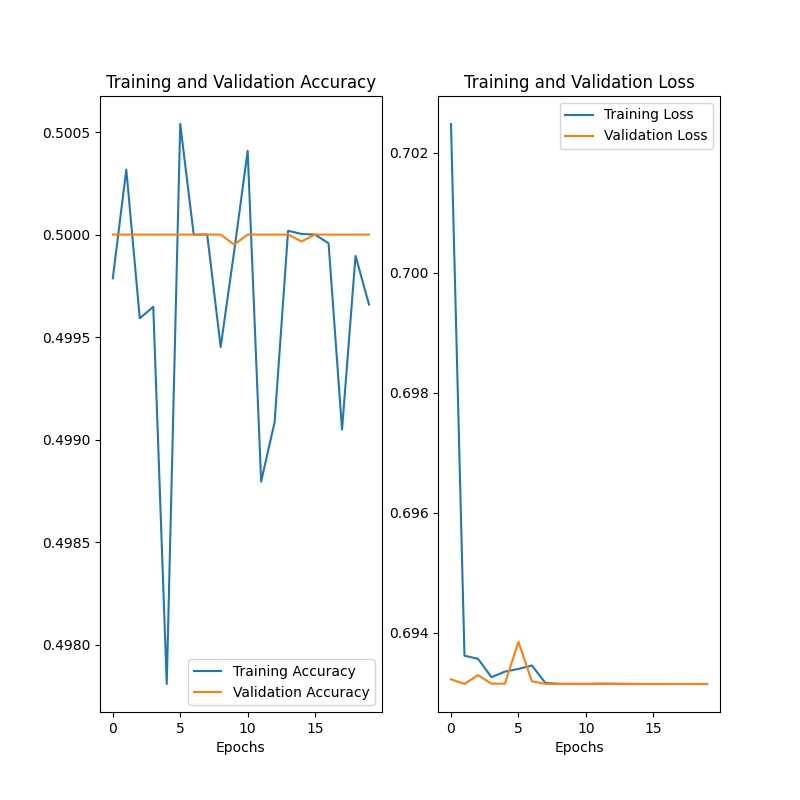 Training and Validation Accuracy
0.5005
0.5000
0.4995
0.4990
0.4985
0.4980
Training Accuracy
Validation Accuracy
0 5 10 15
Epochs
Training and Validation Loss
Training Loss
Validation Loss
0.702
0.700
0.698
0.696
0.694
0 5 10 15
Epochs